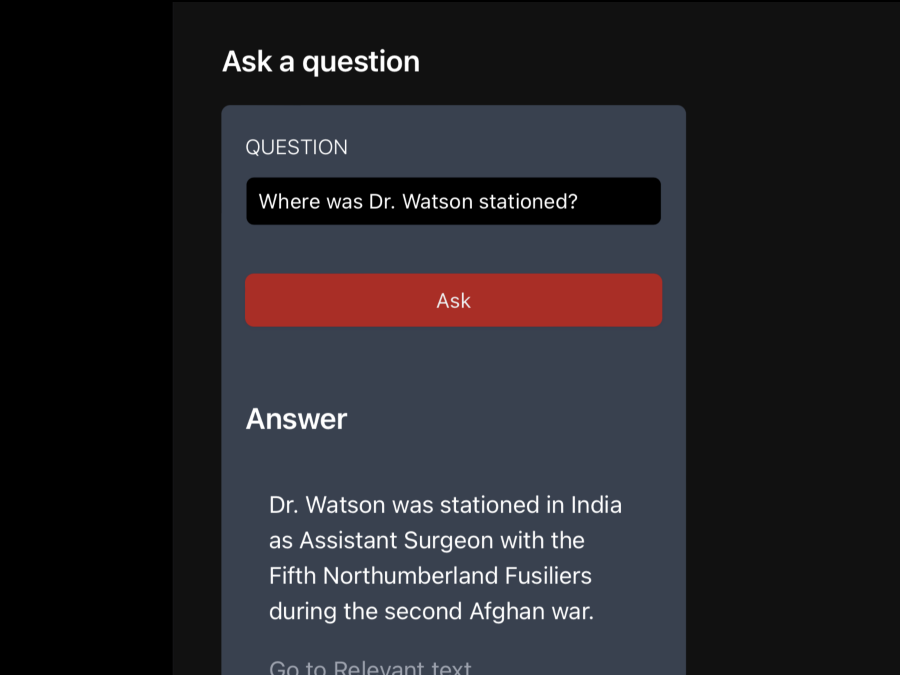 Ask a question
QUESTION
Where was Dr. Watson stationed?
Ask
Answer
Dr. Watson was stationed in India
as Assistant Surgeon with the
Fifth Northumberland Fusiliers
during the second Afghan war.
Go to Relevant text